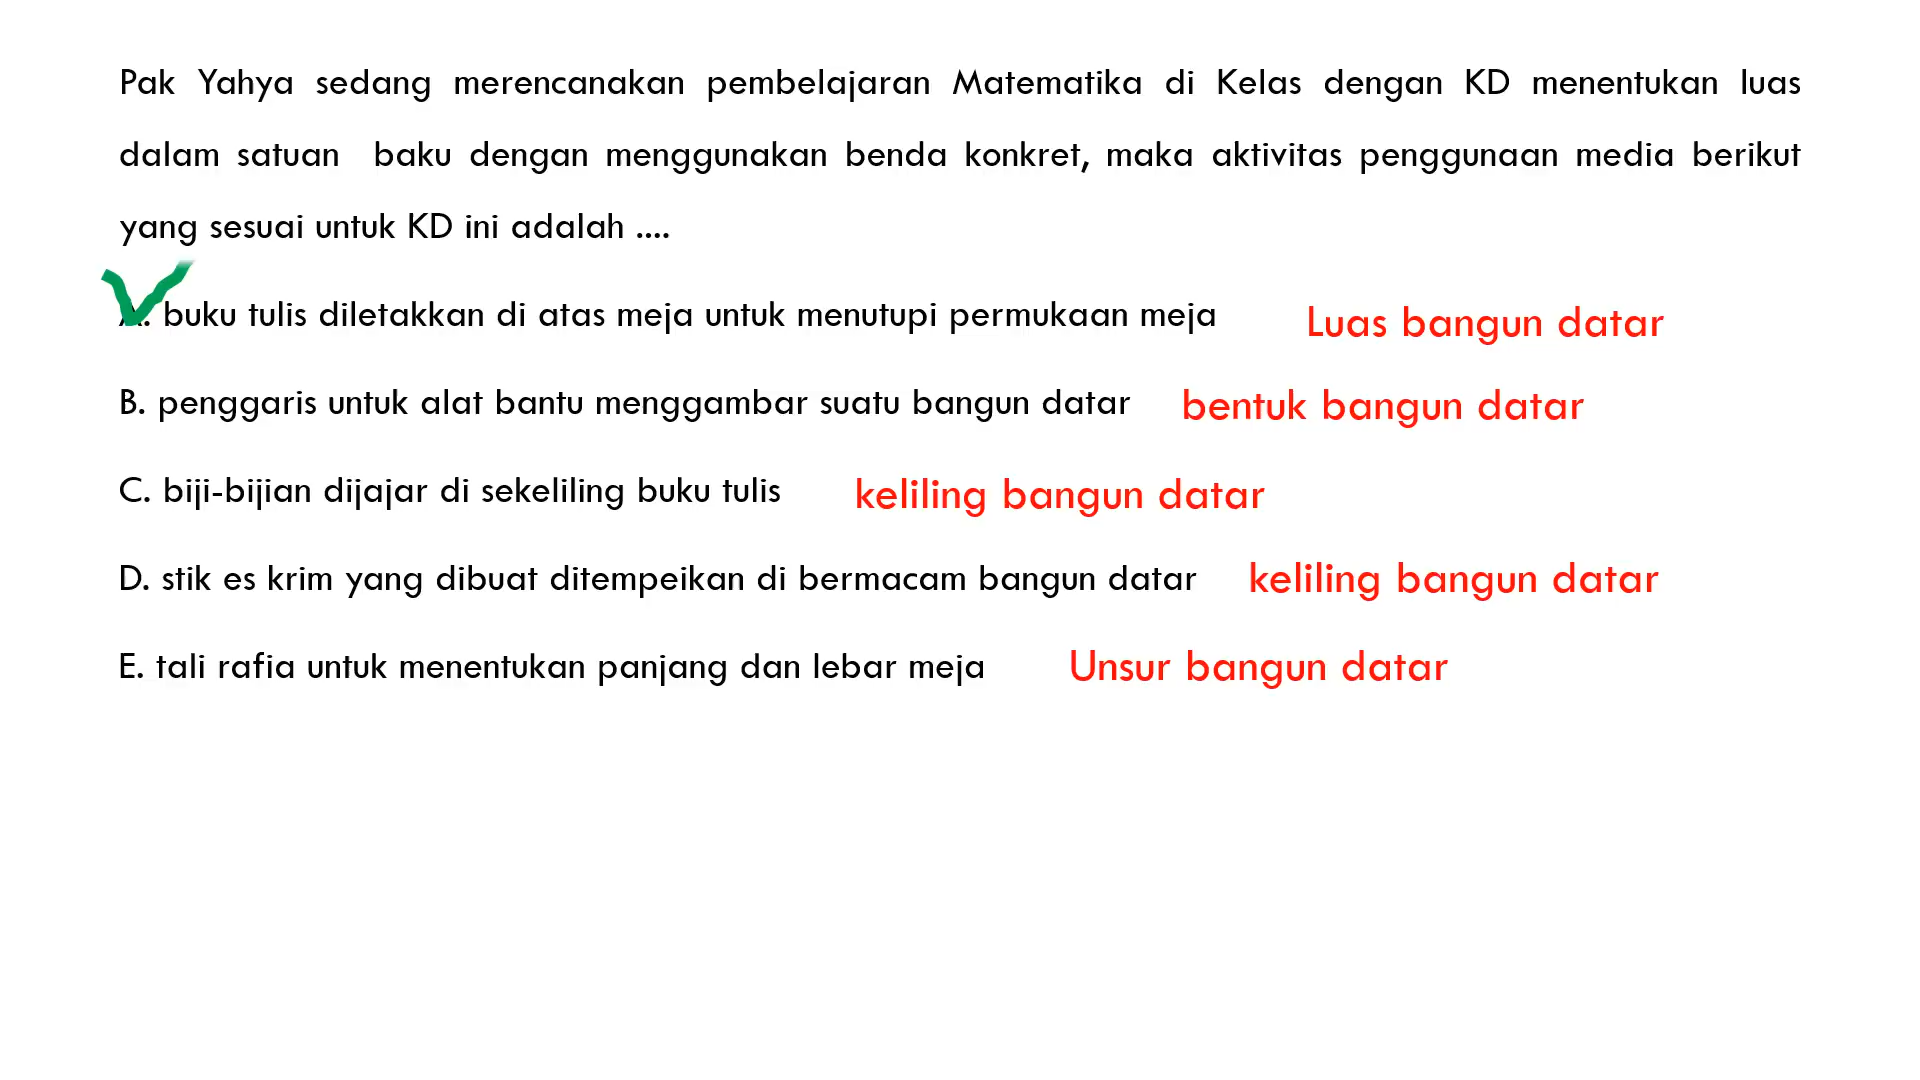 Pak Yahya sedang merencanakan pembelajaran Matematika di Kelas dengan KD menentukan luas
dalam satuan baku dengan menggunakan benda konkret, maka aktivitas penggunaan media berikut
yang sesuai untuk KD ini adalah ....
A. buku tulis diletakkan di atas meja untuk menutupi permukaan meja Luas bangun datar
B. penggaris untuk alat bantu menggambar suatu bangun datar bentuk bangun datar
C. biji-bijian dijajar di sekeliling buku tulis keliling bangun datar
D. stik es krim yang dibuat ditempeikan di bermacam bangun datar keliling bangun datar
E. tali rafia untuk menentukan panjang dan lebar meja Unsur bangun datar